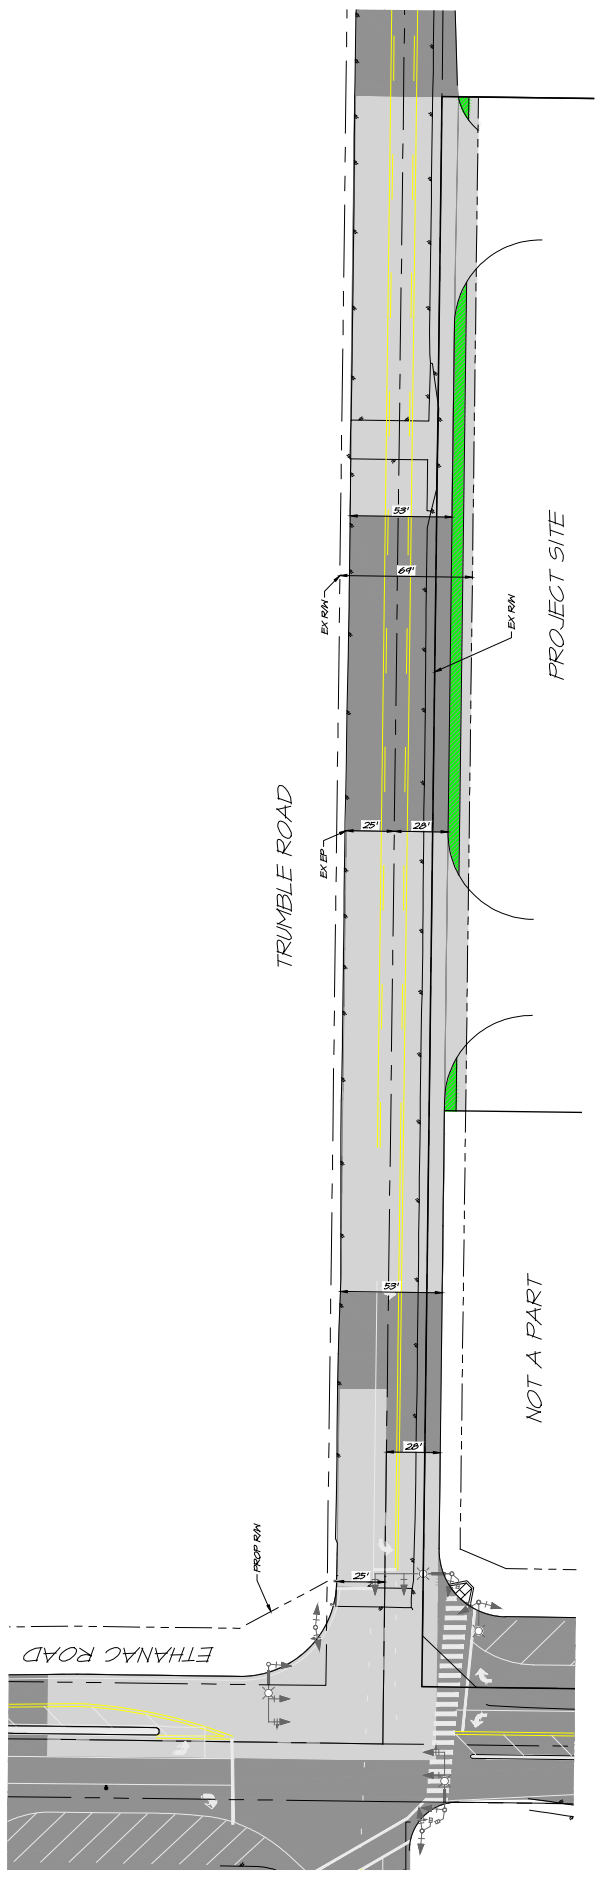 53'
69'
EX R/W
EX R/W
PROJECT SITE
TRUMBLE ROAD
25'
28'
EX EP
53'
NOT A PART
28'
PROP R/W
25'
ETHANAC ROAD